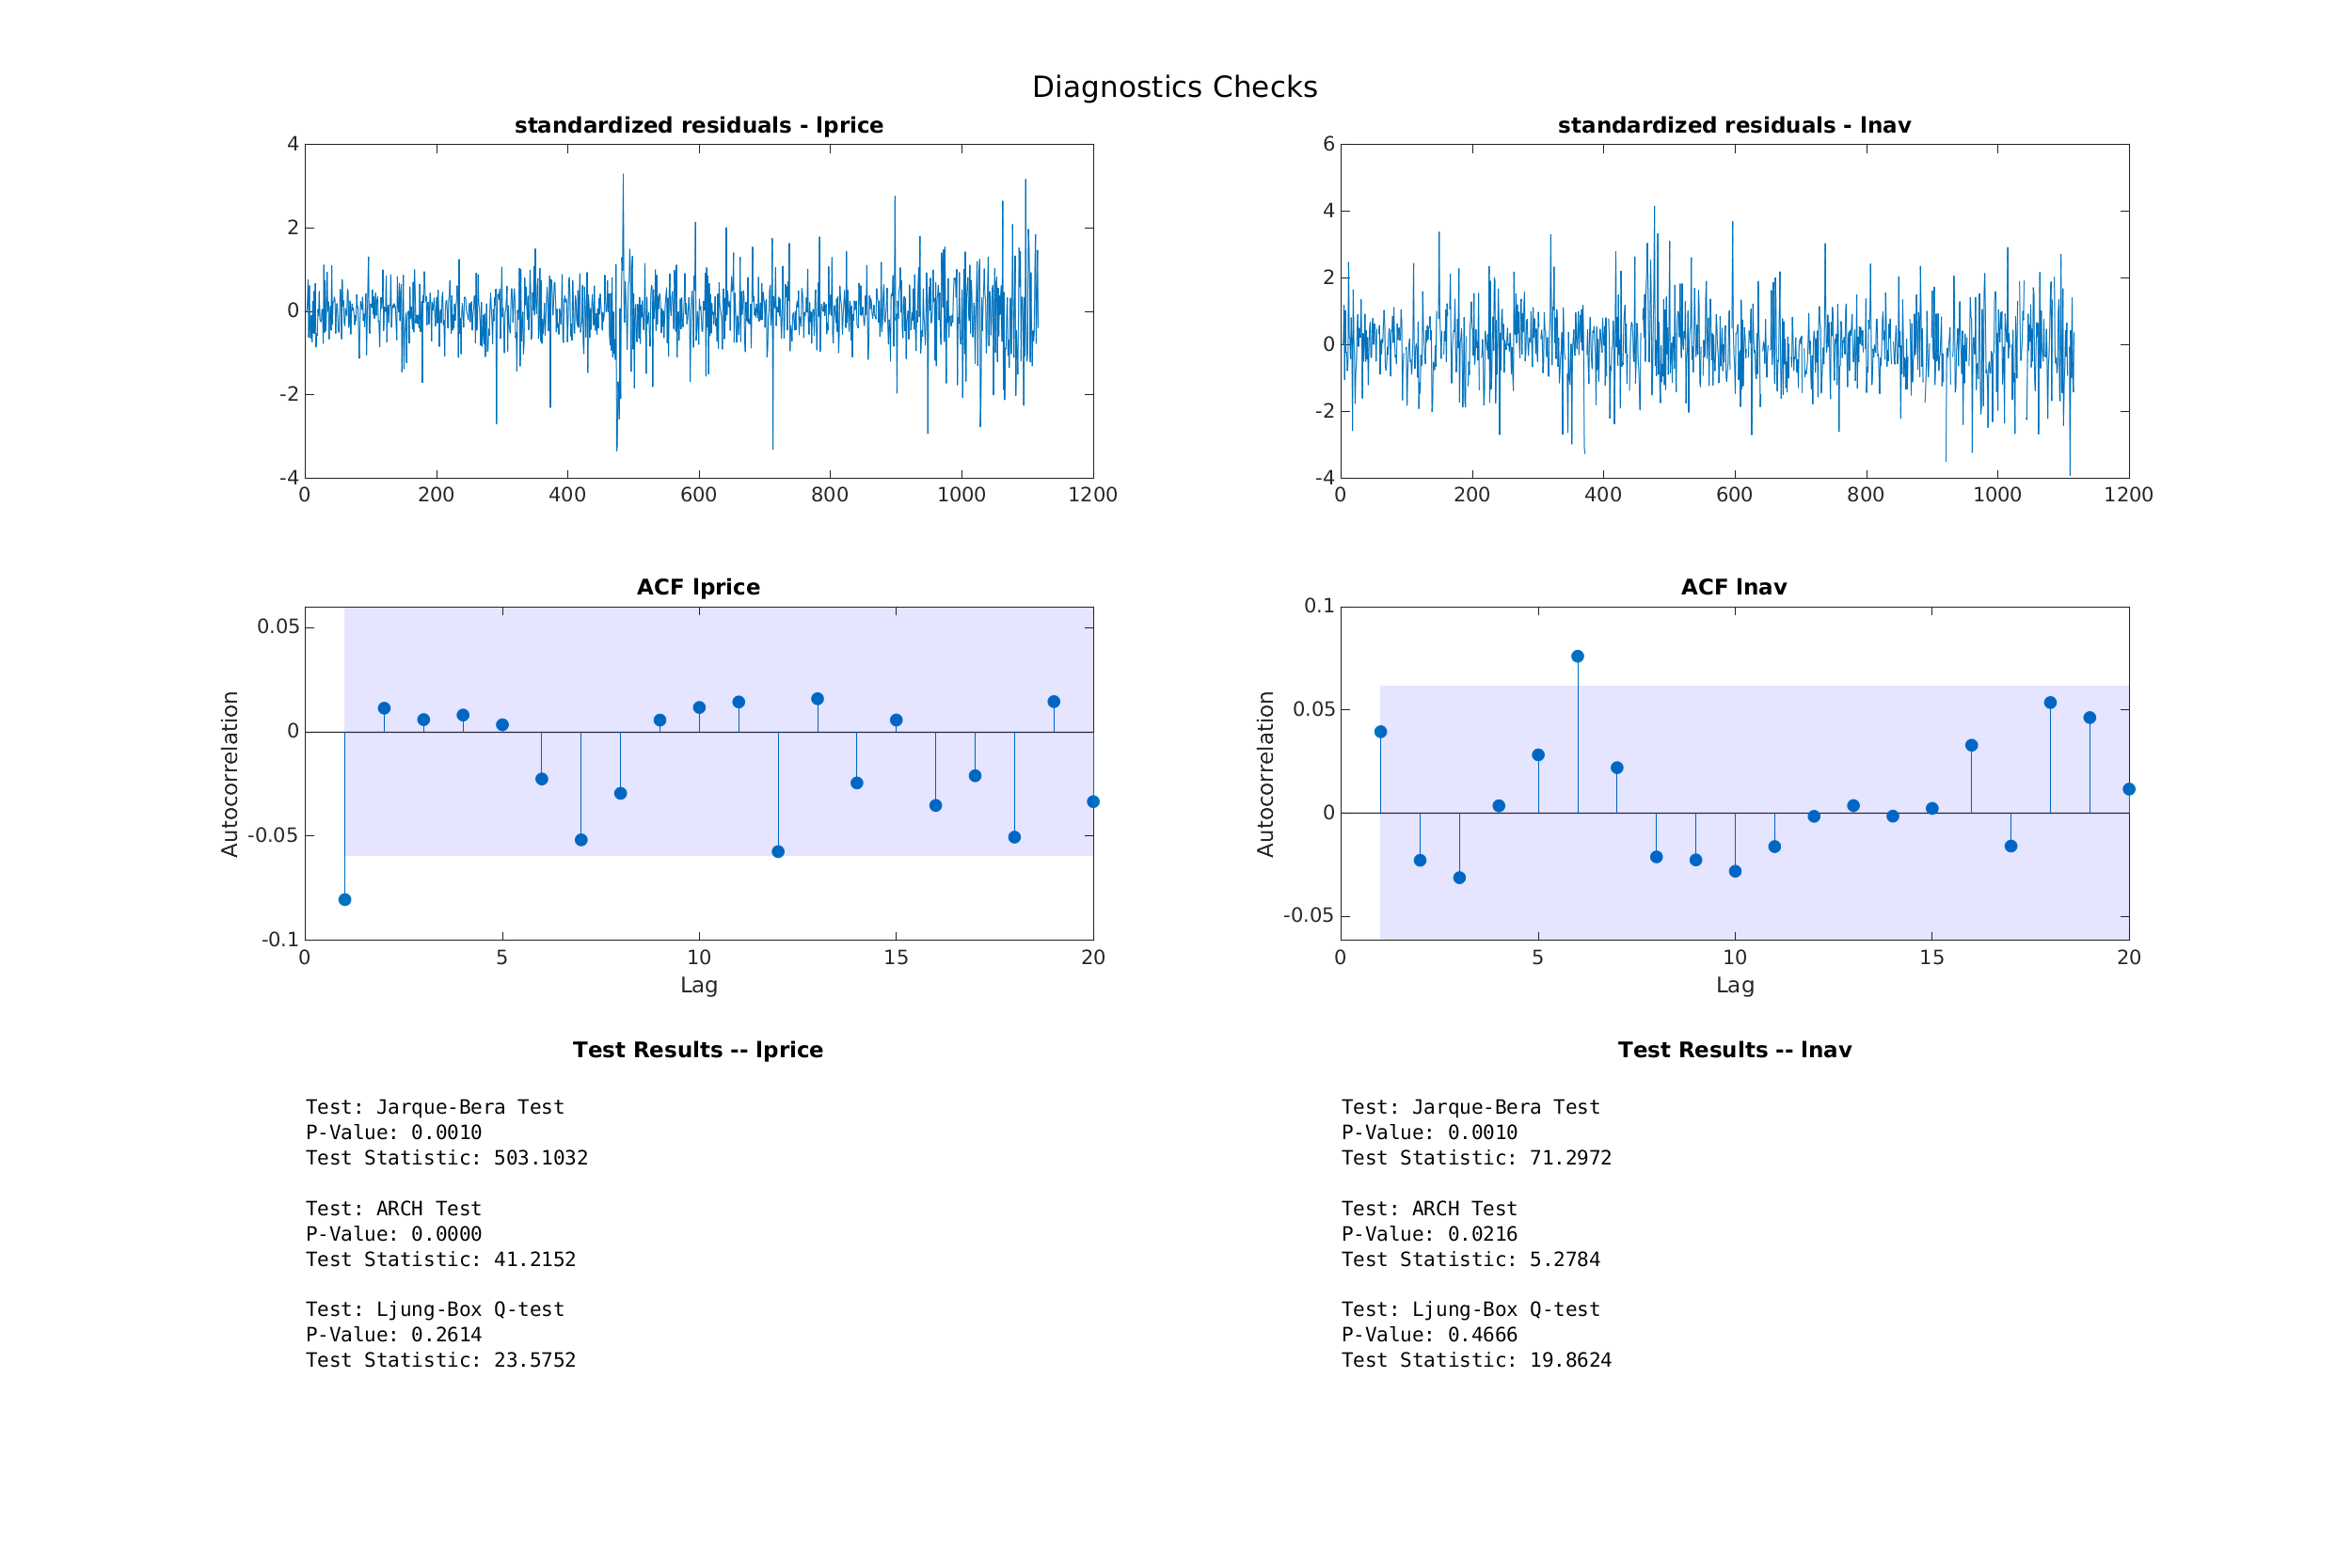 Diagnostics Checks
standardized residuals - lprice
4
2
0
-2
-4
0 200 400 600 800 1000 1200
standardized residuals - lnav
6
4
2
0
-2
-4
0 200 400 600 800 1000 1200
ACF lprice
0.05
0
-0.05
-0.1
Autocorrelation
0 5 10 15 20
Lag
ACF lnav
0.1
0.05
0
-0.05
Autocorrelation
0 5 10 15 20
Lag
Test Results -- lprice
Test: Jarque-Bera Test
P-Value: 0.0010
Test Statistic: 503.1032
Test: ARCH Test
P-Value: 0.0000
Test Statistic: 41.2152
Test: Ljung-Box Q-test
P-Value: 0.2614
Test Statistic: 23.5752
Test Results -- lnav
Test: Jarque-Bera Test
P-Value: 0.0010
Test Statistic: 71.2972
Test: ARCH Test
P-Value: 0.0216
Test Statistic: 5.2784
Test: Ljung-Box Q-test
P-Value: 0.4666
Test Statistic: 19.8624